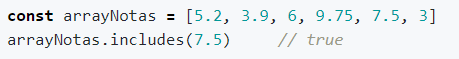 const arrayNotas = [5.2, 3.9, 6, 9.75, 7.5, 3]
arrayNotas.includes(7.5)     // true